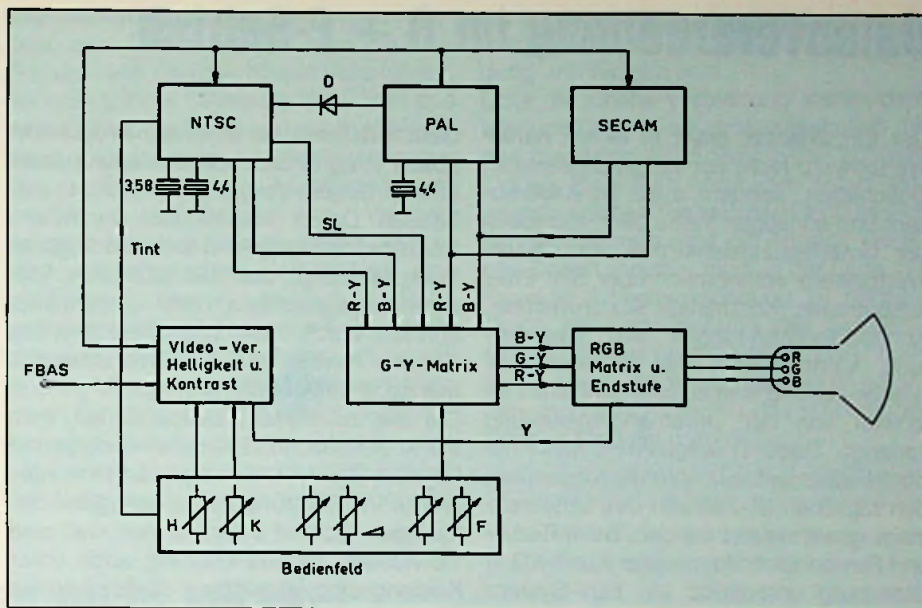 D
NTSC
PAL
SECAM
3,58
4,4
4,4
SL
Tint
R-Y
B-Y
R-Y
B-Y
FBAS
Video-Ver.
Helligkeit u.
Kontrast
G-Y-Matrix
B-Y
G-Y
R-Y
RGB
Matrix u.
Endstufe
R
G
B
Y
H
K
F
Bedienfeld